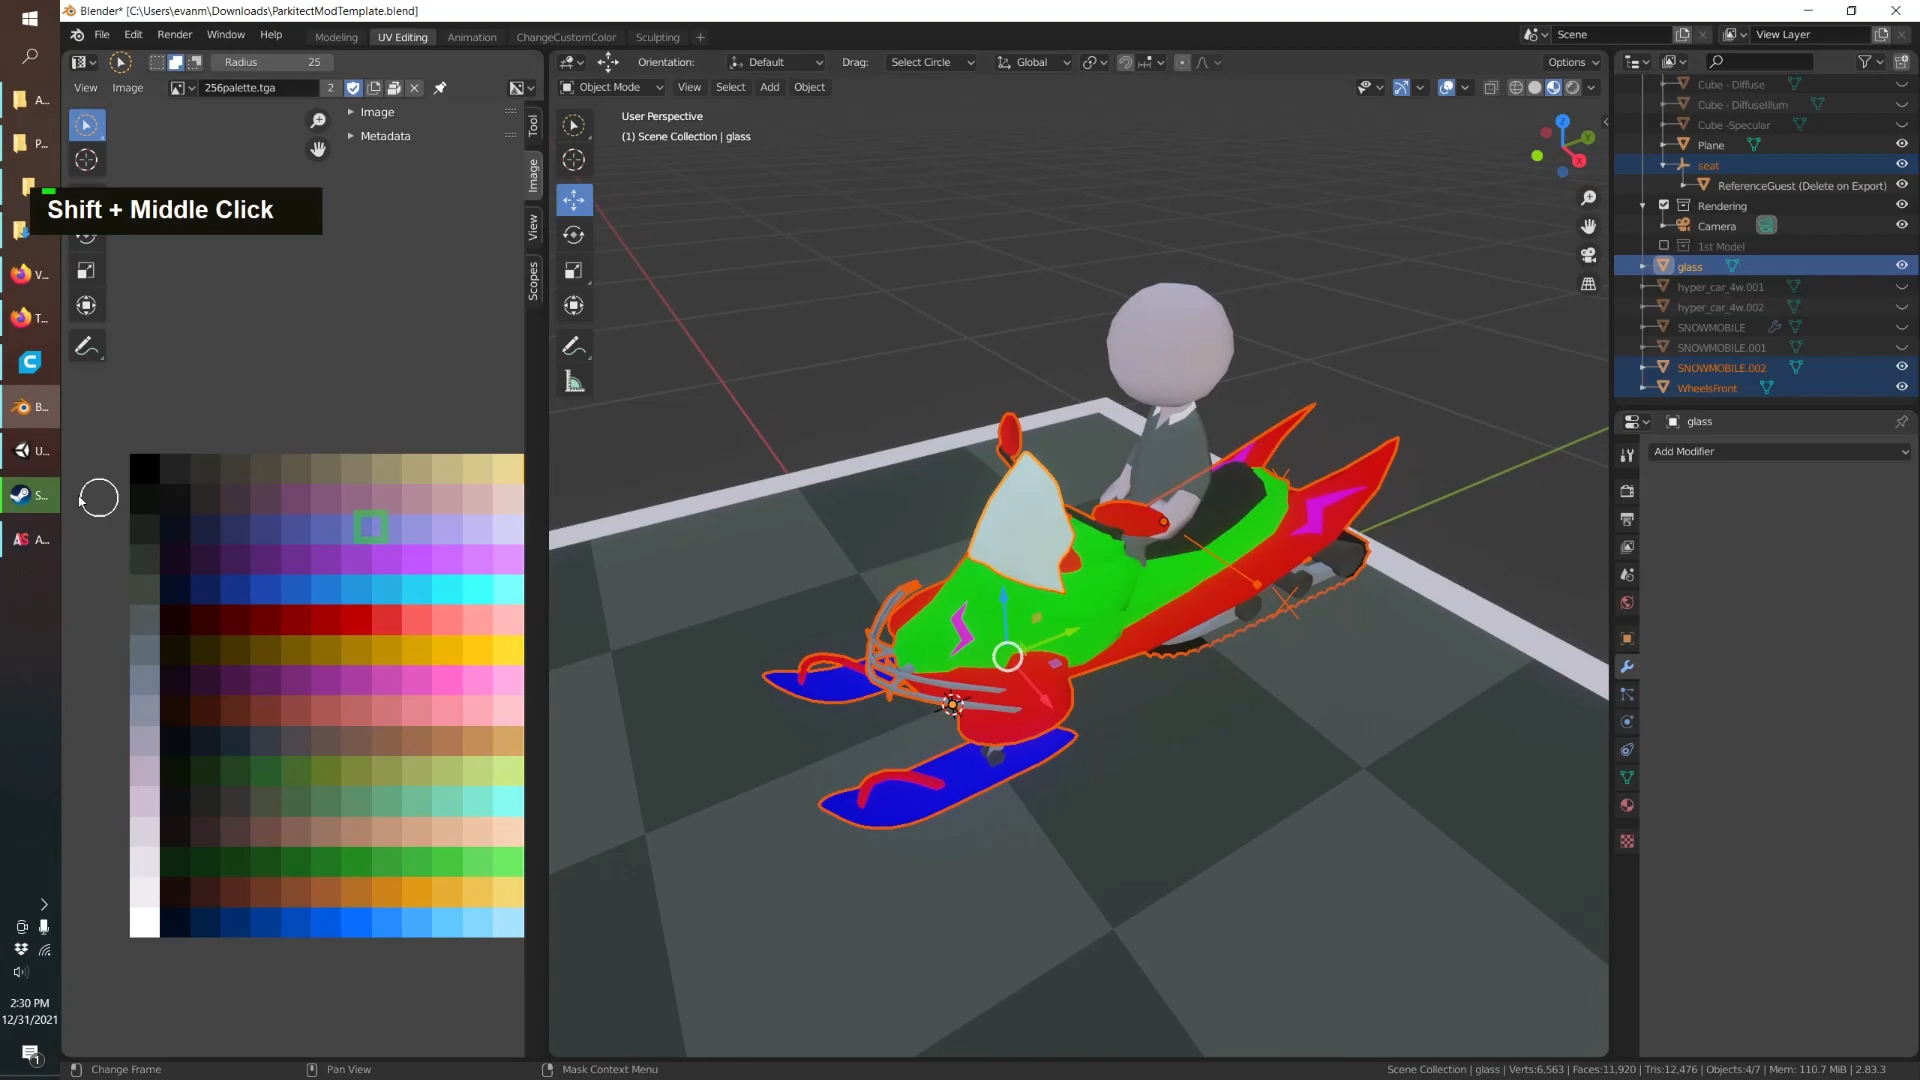 Blender* [C:\Users\evanm\Downloads\ParkitectModTemplate.blend]
File Edit Render Window Help Modeling UV Editing Animation ChangeCustomColor Sculpting Scene View Layer
Radius 25 Orientation: Default Drag: Select Circle Global Options
View Image 256palette.tga 2 Object Mode View Select Add Object
Image
Metadata
Tool
Image
View
Scopes
Shift + Middle Click
User Perspective
(1) Scene Collection | glass
Z
Y
X
Cube - Diffuse
Cube - DiffuseIllum
Cube -Specular
Plane
seat
ReferenceGuest (Delete on Export)
Rendering
Camera
1st Model
glass
hyper_car_4w.001
hyper_car_4w.002
SNOWMOBILE
SNOWMOBILE.001
SNOWMOBILE.002
WheelsFront
glass
Add Modifier
A...
P...
V...
T...
B...
U...
S...
A...
2:30 PM
12/31/2021
1
Change Frame Pan View Mask Context Menu Scene Collection | glass | Verts:6,563 | Faces:11,920 | Tris:12,476 | Objects:4/7 | Mem: 110.7 MiB | 2.83.3